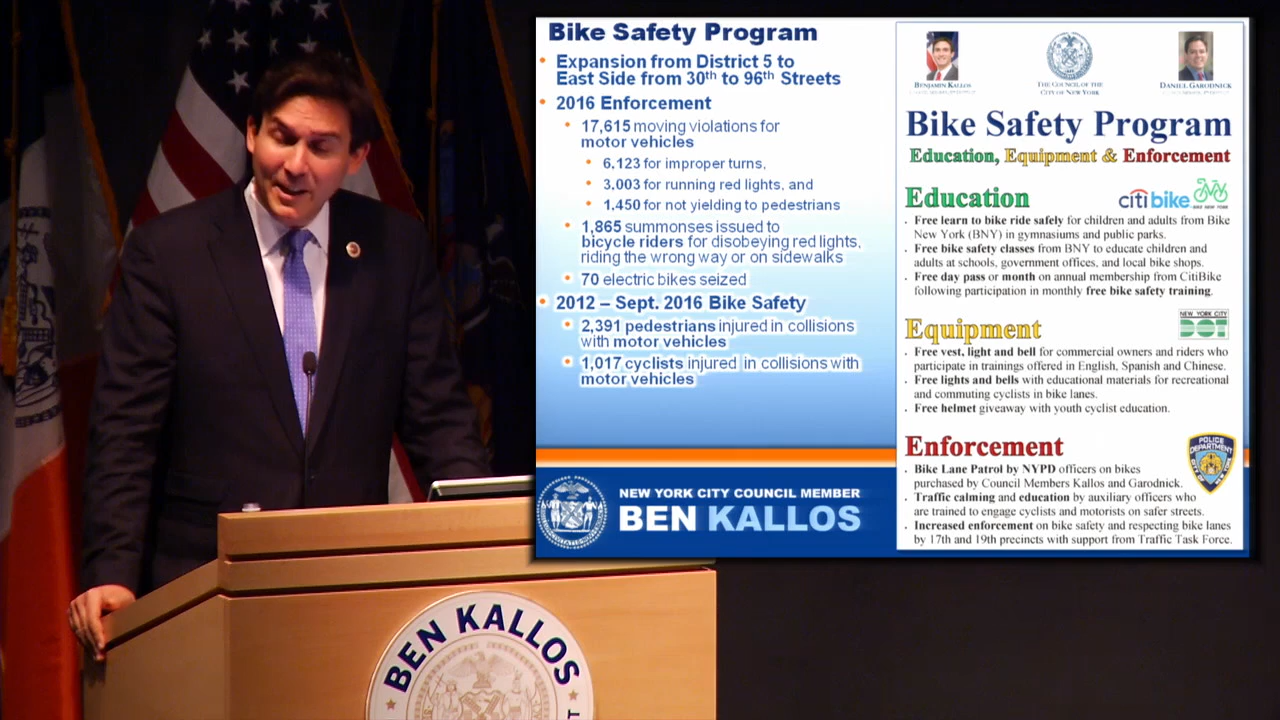 Bike Safety Program
• Expansion from District 5 to
East Side from 30th to 96th Streets
• 2016 Enforcement
• 17,615 moving violations for
motor vehicles
• 6.123 for improper turns,
• 3.003 for running red lights, and
• 1.450 for not yielding to pedestrians
• 1,865 summonses issued to
bicycle riders for disobeying red lights,
riding the wrong way or on sidewalks
• 70 electric bikes seized
• 2012 – Sept. 2016 Bike Safety
• 2,391 pedestrians injured in collisions
with motor vehicles
• 1,017 cyclists injured in collisions with
motor vehicles
NEW YORK CITY COUNCIL MEMBER
BEN KALLOS
BENJAMIN KALLOS
THE COUNCIL OF THE
CITY OF NEW YORK
DANIEL GARODNICK
Bike Safety Program
Education, Equipment & Enforcement
Education
citi bike
BIKE NEW YORK
. Free learn to bike ride safely for children and adults from Bike
New York (BNY) in gymnasiums and public parks.
. Free bike safety classes from BNY to educate children and
adults at schools, government offices, and local bike shops.
. Free day pass or month on annual membership from CitiBike
following participation in monthly free bike safety training.
Equipment
NEW YORK CITY
DOT
. Free vest, light and bell for commercial owners and riders who
participate in trainings offered in English, Spanish and Chinese.
. Free lights and bells with educational materials for recreational
and commuting cyclists in bike lanes.
. Free helmet giveaway with youth cyclist education.
Enforcement
POLICE
DEPARTMENT
. Bike Lane Patrol by NYPD officers on bikes
purchased by Council Members Kallos and Garodnick.
. Traffic calming and education by auxiliary officers who
are trained to engage cyclists and motorists on safer streets.
. Increased enforcement on bike safety and respecting bike lanes
by 17th and 19th precincts with support from Traffic Task Force.
BEN KALLOS